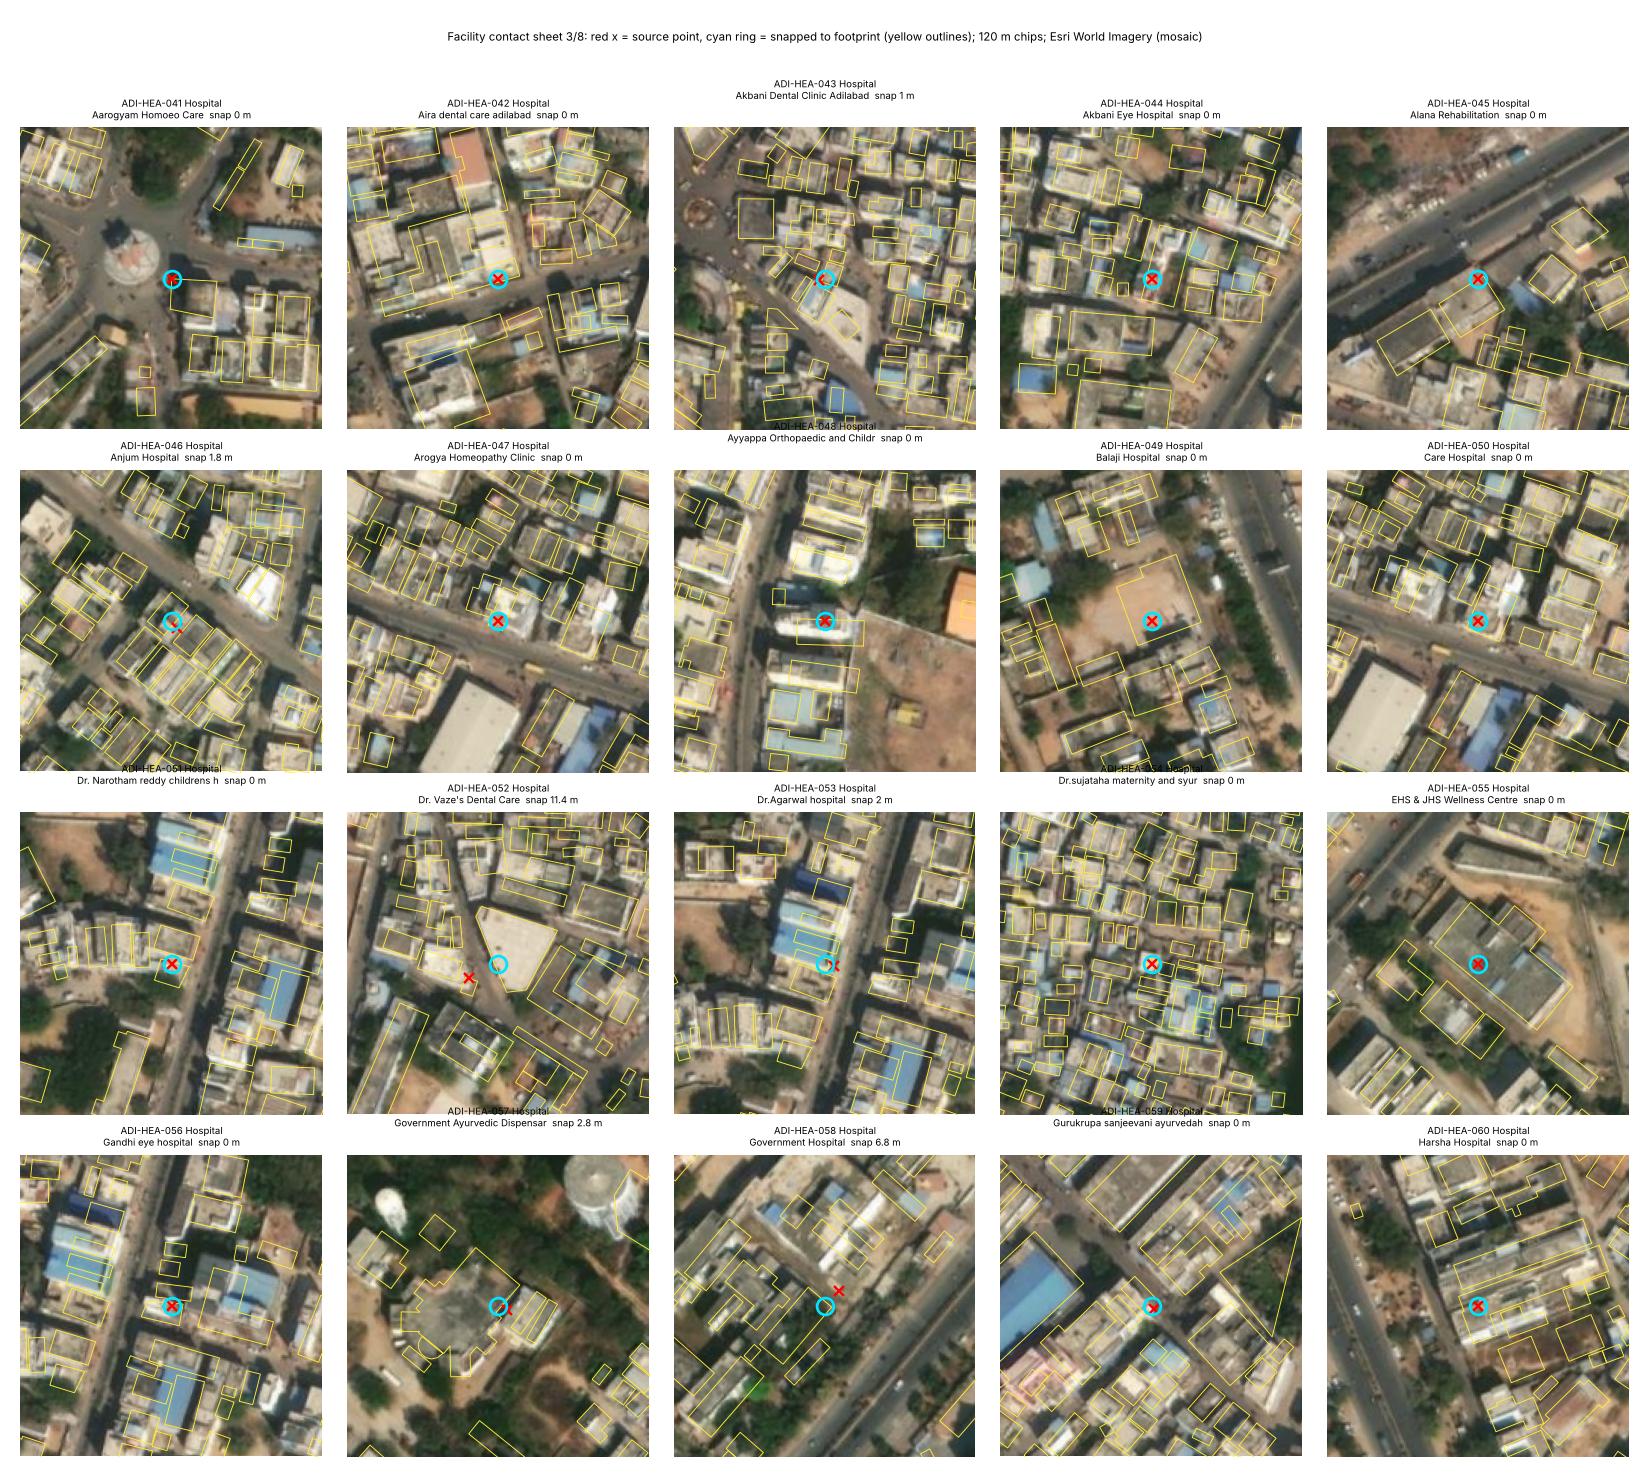 Facility contact sheet 3/8: red x = source point, cyan ring = snapped to footprint (yellow outlines); 120 m chips; Esri World Imagery (mosaic)
ADI-HEA-041 Hospital
Aarogyam Homoeo Care  snap 0 m
ADI-HEA-042 Hospital
Aira dental care adilabad  snap 0 m
ADI-HEA-043 Hospital
Akbani Dental Clinic Adilabad  snap 1 m
ADI-HEA-044 Hospital
Akbani Eye Hospital  snap 0 m
ADI-HEA-045 Hospital
Alana Rehabilitation  snap 0 m
ADI-HEA-046 Hospital
Anjum Hospital  snap 1.8 m
ADI-HEA-047 Hospital
Arogya Homeopathy Clinic  snap 0 m
ADI-HEA-048 Hospital
Ayyappa Orthopaedic and Childr  snap 0 m
ADI-HEA-049 Hospital
Balaji Hospital  snap 0 m
ADI-HEA-050 Hospital
Care Hospital  snap 0 m
ADI-HEA-051 Hospital
Dr. Narotham reddy childrens h  snap 0 m
ADI-HEA-052 Hospital
Dr. Vaze's Dental Care  snap 11.4 m
ADI-HEA-053 Hospital
Dr.Agarwal hospital  snap 2 m
ADI-HEA-054 Hospital
Dr.sujataha maternity and syur  snap 0 m
ADI-HEA-055 Hospital
EHS & JHS Wellness Centre  snap 0 m
ADI-HEA-056 Hospital
Gandhi eye hospital  snap 0 m
ADI-HEA-057 Hospital
Government Ayurvedic Dispensar  snap 2.8 m
ADI-HEA-058 Hospital
Government Hospital  snap 6.8 m
ADI-HEA-059 Hospital
Gurukrupa sanjeevani ayurvedah  snap 0 m
ADI-HEA-060 Hospital
Harsha Hospital  snap 0 m